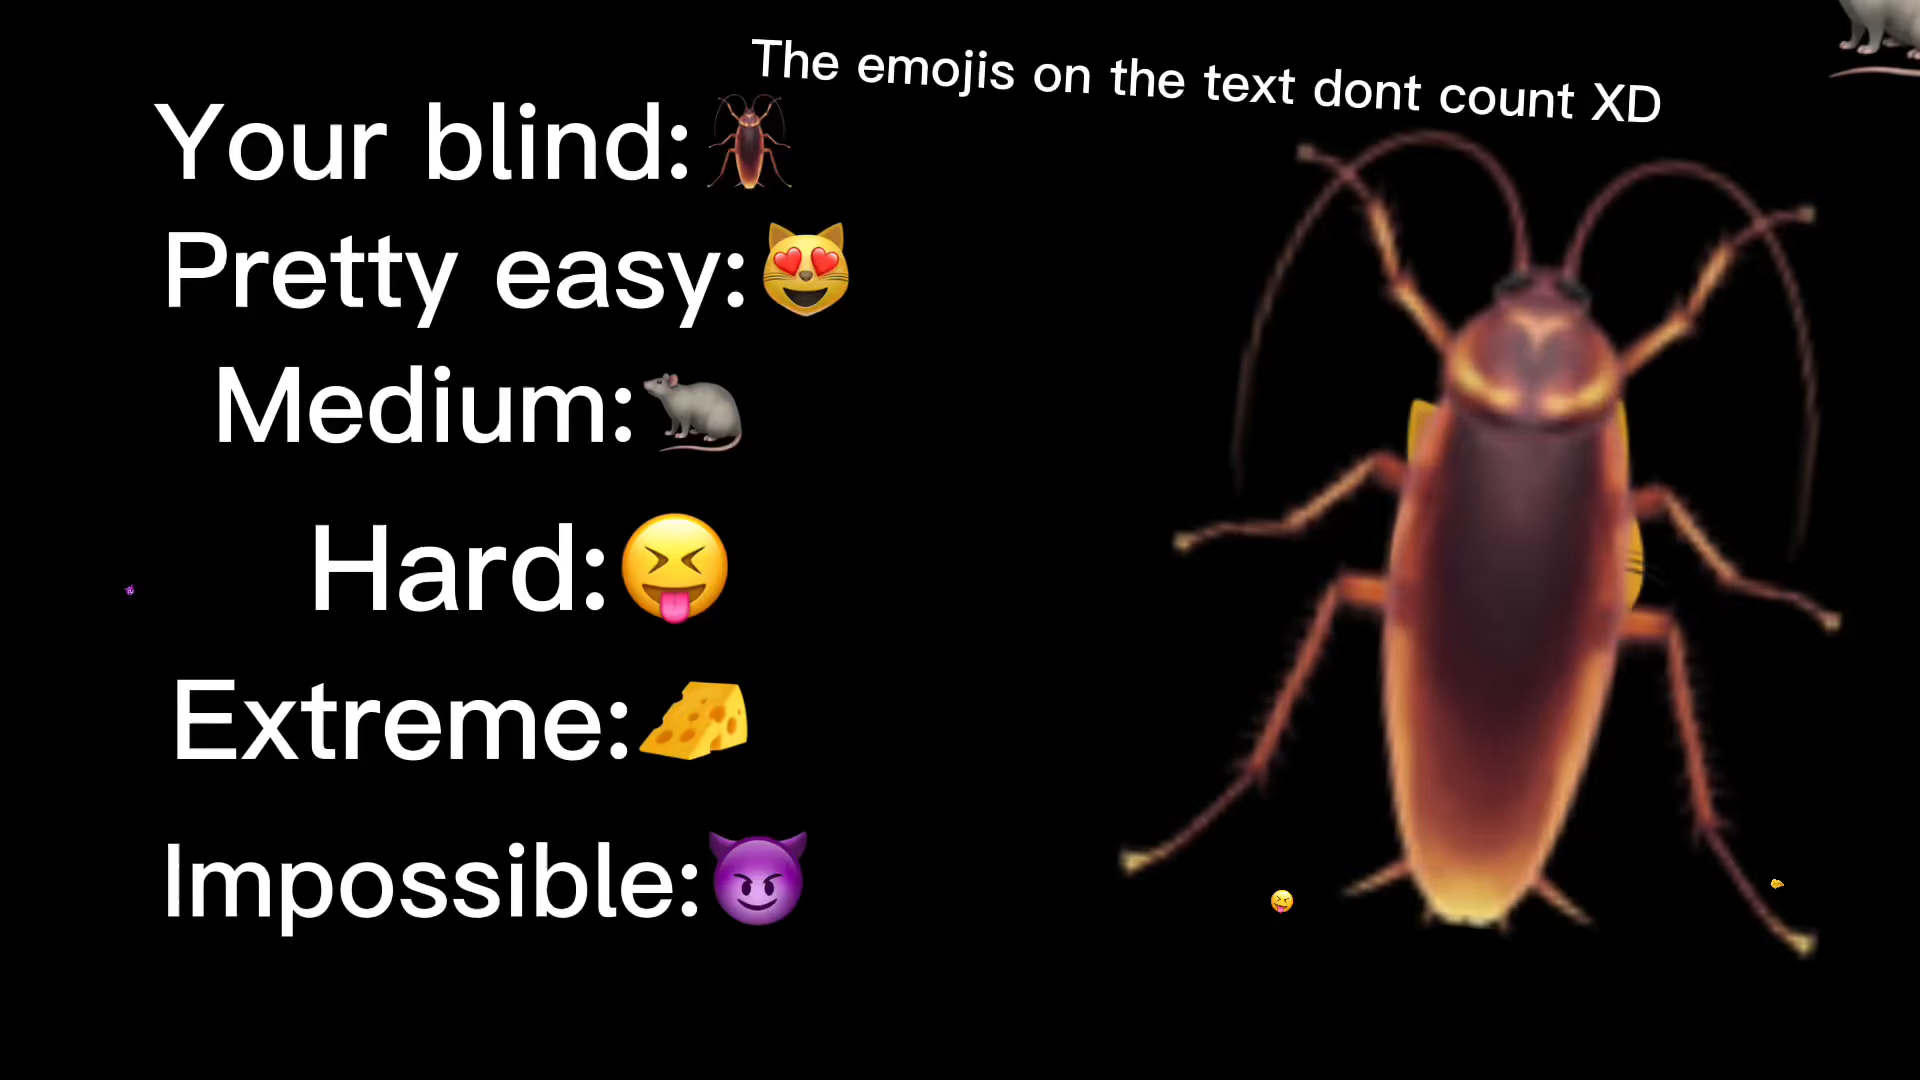 The emojis on the text dont count XD
Your blind:🪳
Pretty easy:😻
Medium:🐀
Hard:😝
Extreme:🧀
Impossible:😈